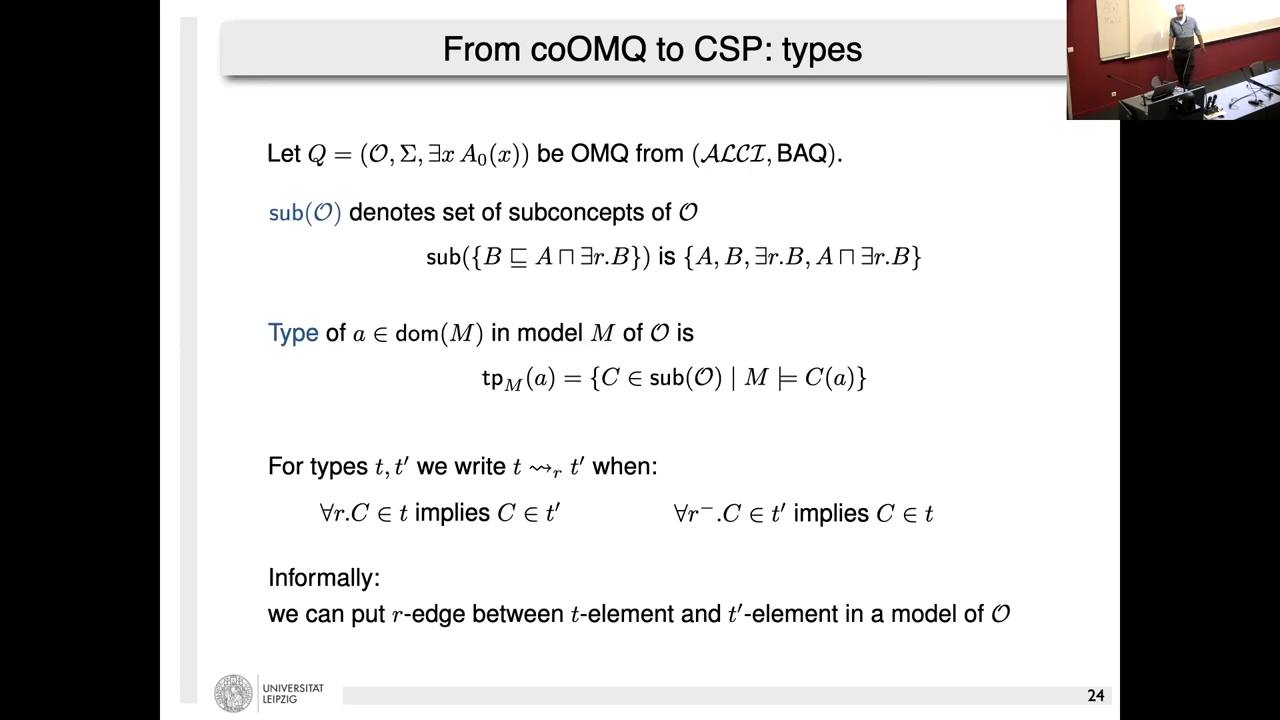 From coOMQ to CSP: types
Let Q = (𝒪, Σ, ∃x A₀(x)) be OMQ from (𝒜ℒ𝒞ℐ, BAQ).
sub(𝒪) denotes set of subconcepts of 𝒪
sub({B ⊑ A ⊓ ∃r.B}) is {A, B, ∃r.B, A ⊓ ∃r.B}
Type of a ∈ dom(M) in model M of 𝒪 is
tp_M(a) = {C ∈ sub(𝒪) | M ⊨ C(a)}
For types t, t′ we write t ⇝ᵣ t′ when:
∀r.C ∈ t implies C ∈ t′ ∀r⁻.C ∈ t′ implies C ∈ t
Informally:
we can put r-edge between t-element and t′-element in a model of 𝒪
UNIVERSITÄT
LEIPZIG
24